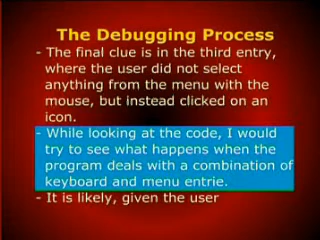 The Debugging Process
- The final clue is in the third entry,
where the user did not select
anything from the menu with the
mouse, but instead clicked on an
icon.
- While looking at the code, I would
try to see what happens when the
program deals with a combination of
keyboard and menu entrie.
- It is likely, given the user